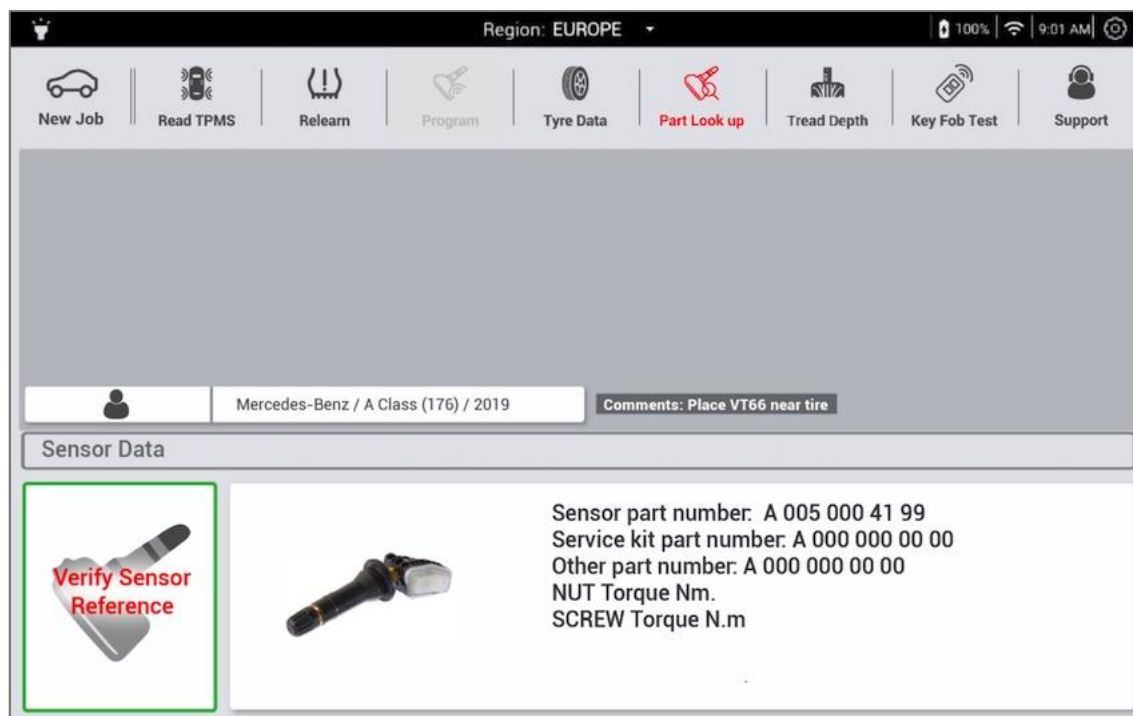 Region: EUROPE
100% 9:01 AM
New Job Read TPMS Relearn Program Tyre Data Part Look up Tread Depth Key Fob Test Support
Mercedes-Benz / A Class (176) / 2019
Comments: Place VT66 near tire
Sensor Data
Verify Sensor
Reference
Sensor part number: A 005 000 41 99
Service kit part number: A 000 000 00 00
Other part number: A 000 000 00 00
NUT Torque Nm.
SCREW Torque N.m